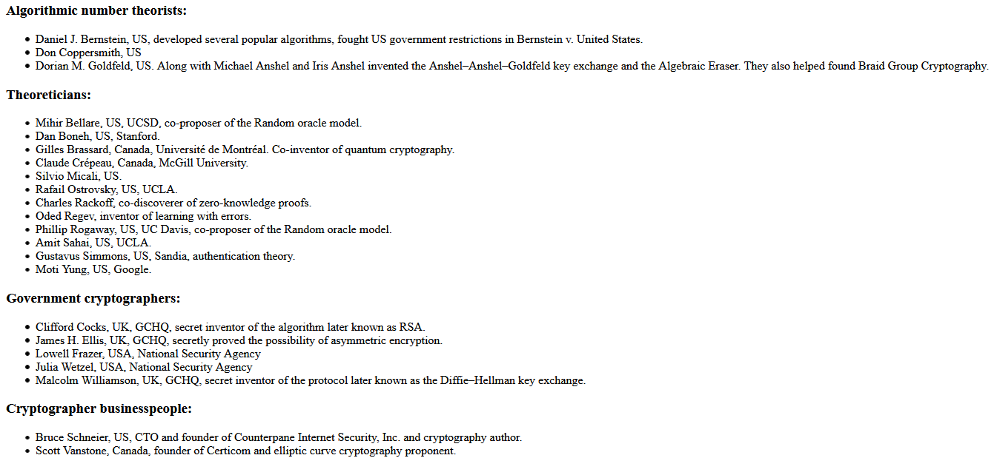 Algorithmic number theorists:
• Daniel J. Bernstein, US, developed several popular algorithms, fought US government restrictions in Bernstein v. United States.
• Don Coppersmith, US
• Dorian M. Goldfeld, US. Along with Michael Anshel and Iris Anshel invented the Anshel–Anshel–Goldfeld key exchange and the Algebraic Eraser. They also helped found Braid Group Cryptography.
Theoreticians:
• Mihir Bellare, US, UCSD, co-proposer of the Random oracle model.
• Dan Boneh, US, Stanford.
• Gilles Brassard, Canada, Université de Montréal. Co-inventor of quantum cryptography.
• Claude Crépeau, Canada, McGill University.
• Silvio Micali, US.
• Rafail Ostrovsky, US, UCLA.
• Charles Rackoff, co-discoverer of zero-knowledge proofs.
• Oded Regev, inventor of learning with errors.
• Phillip Rogaway, US, UC Davis, co-proposer of the Random oracle model.
• Amit Sahai, US, UCLA.
• Gustavus Simmons, US, Sandia, authentication theory.
• Moti Yung, US, Google.
Government cryptographers:
• Clifford Cocks, UK, GCHQ, secret inventor of the algorithm later known as RSA.
• James H. Ellis, UK, GCHQ, secretly proved the possibility of asymmetric encryption.
• Lowell Frazer, USA, National Security Agency
• Julia Wetzel, USA, National Security Agency
• Malcolm Williamson, UK, GCHQ, secret inventor of the protocol later known as the Diffie–Hellman key exchange.
Cryptographer businesspeople:
• Bruce Schneier, US, CTO and founder of Counterpane Internet Security, Inc. and cryptography author.
• Scott Vanstone, Canada, founder of Certicom and elliptic curve cryptography proponent.